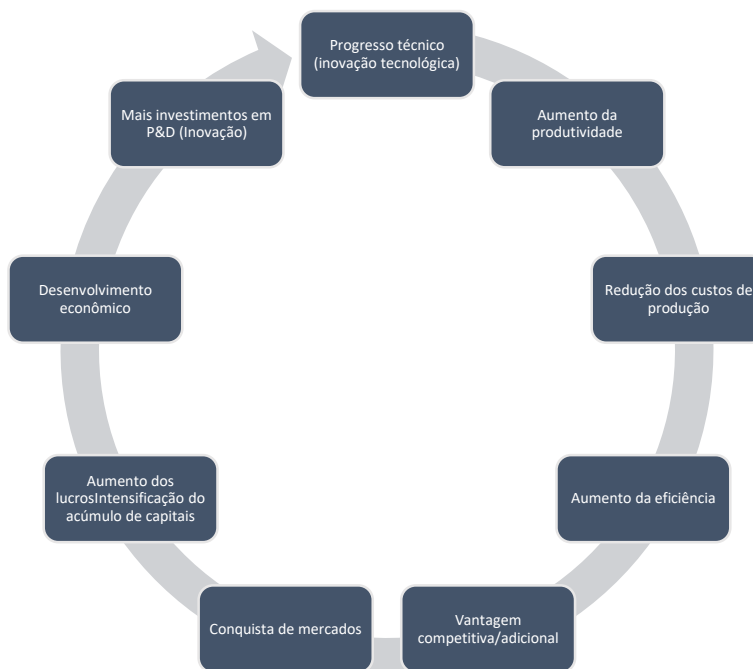 Progresso técnico
(inovação tecnológica)
Aumento da
produtividade
Redução dos custos de
produção
Aumento da eficiência
Vantagem
competitiva/adicional
Conquista de mercados
Aumento dos
lucrosIntensificação do
acúmulo de capitais
Desenvolvimento
econômico
Mais investimentos em
P&D (Inovação)